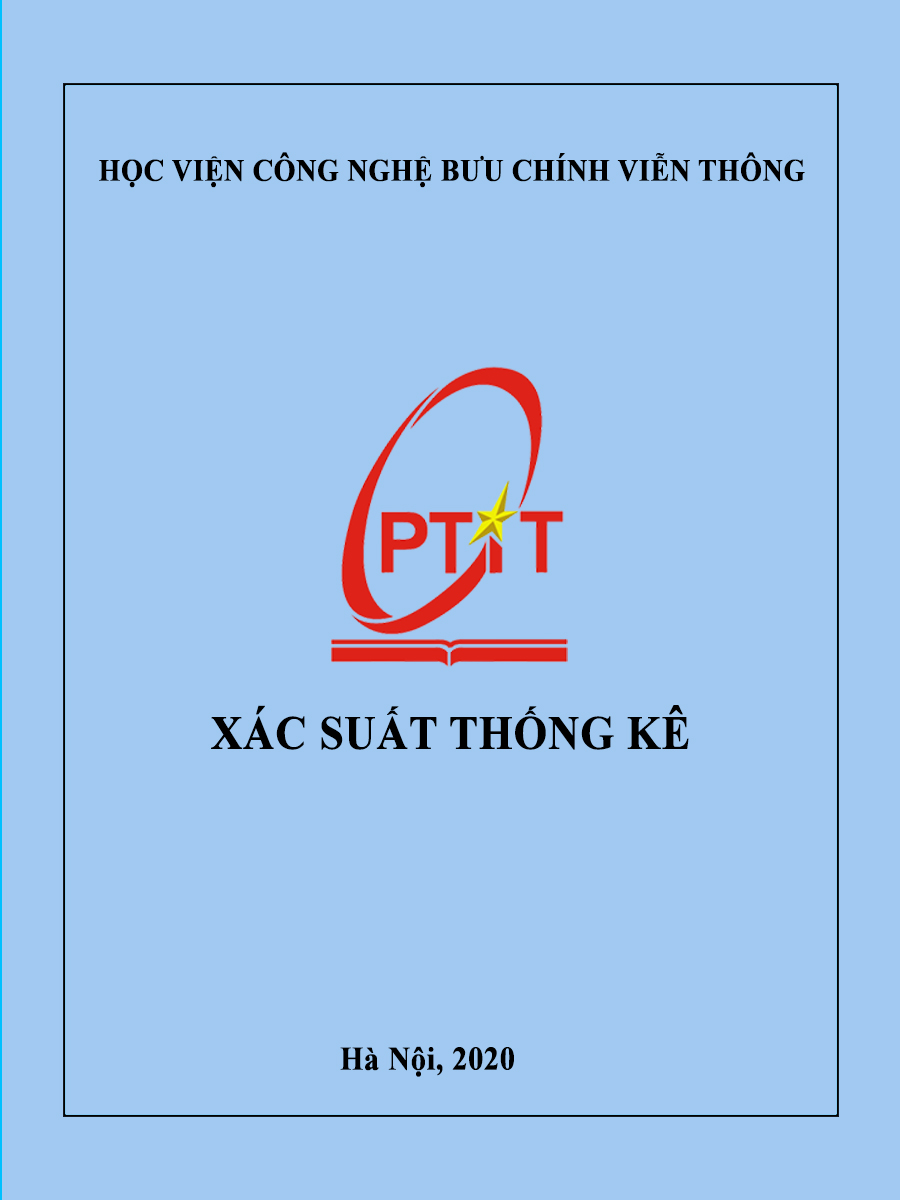 HỌC VIỆN CÔNG NGHỆ BƯU CHÍNH VIỄN THÔNG
PTIT
XÁC SUẤT THỐNG KÊ
Hà Nội, 2020